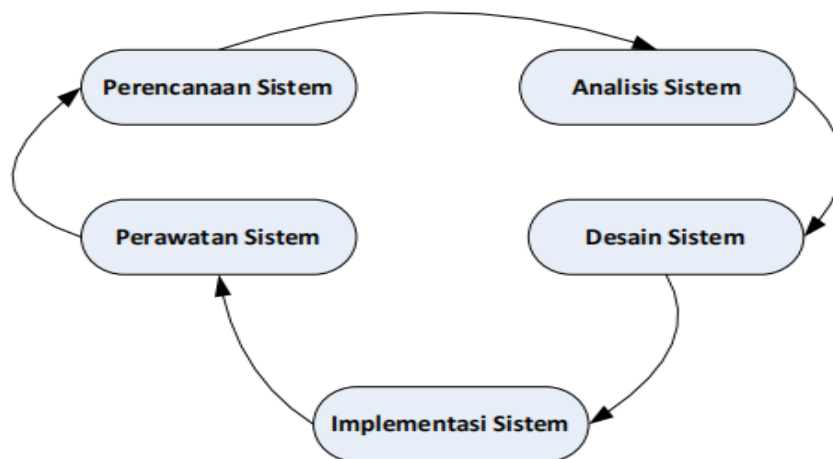 Perencanaan Sistem
Analisis Sistem
Perawatan Sistem
Desain Sistem
Implementasi Sistem